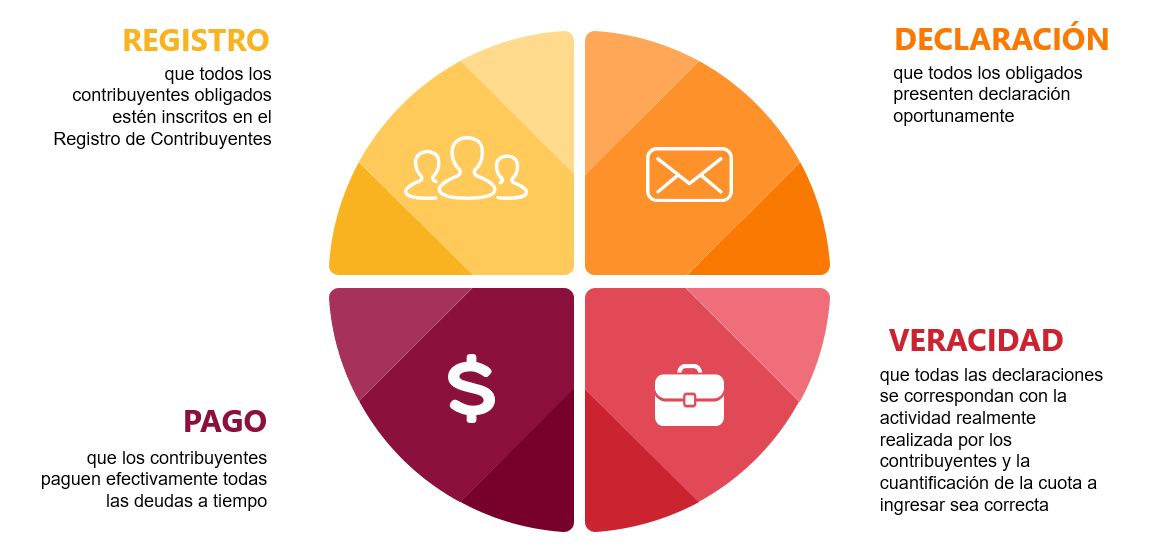 REGISTRO
que todos los
contribuyentes obligados
estén inscritos en el
Registro de Contribuyentes
DECLARACIÓN
que todos los obligados
presenten declaración
oportunamente
PAGO
que los contribuyentes
paguen efectivamente todas
las deudas a tiempo
VERACIDAD
que todas las declaraciones
se correspondan con la
actividad realmente
realizada por los
contribuyentes y la
cuantificación de la cuota a
ingresar sea correcta
$